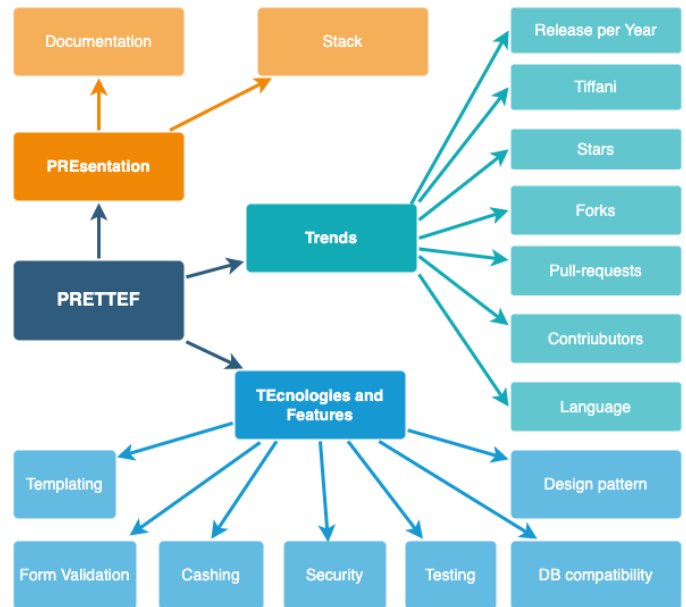 Documentation
Stack
Release per Year
Tiffani
PREsentation
Stars
Trends
Forks
PRETTEF
Pull-requests
Contriubutors
TEcnologies and
Features
Language
Templating
Design pattern
Form Validation
Cashing
Security
Testing
DB compatibility